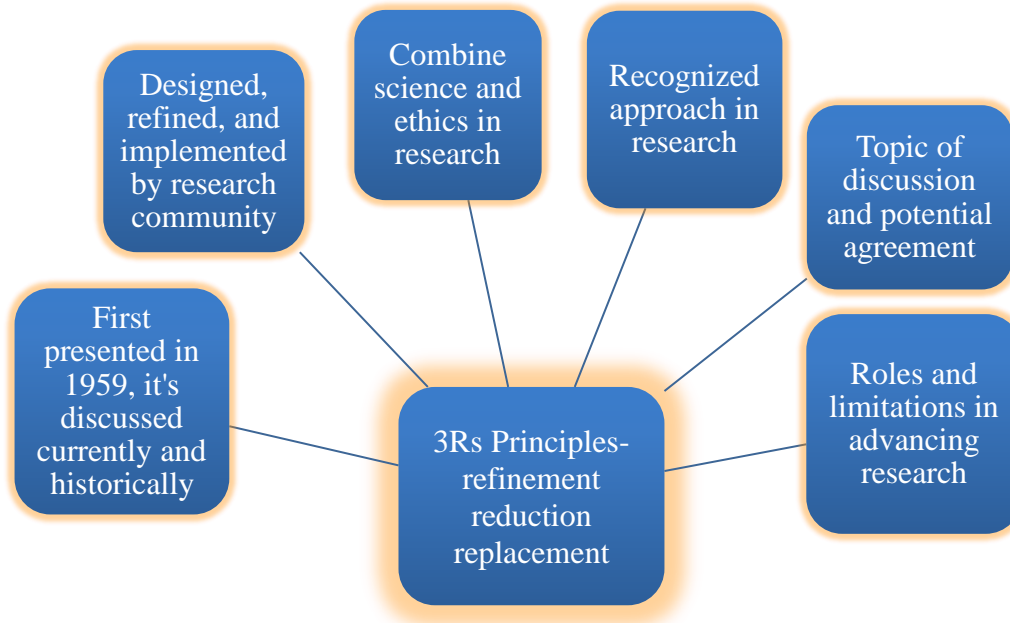 First
presented in
1959, it's
discussed
currently and
historically
Designed,
refined, and
implemented
by research
community
Combine
science and
ethics in
research
Recognized
approach in
research
Topic of
discussion
and potential
agreement
Roles and
limitations in
advancing
research
3Rs Principles-
refinement
reduction
replacement